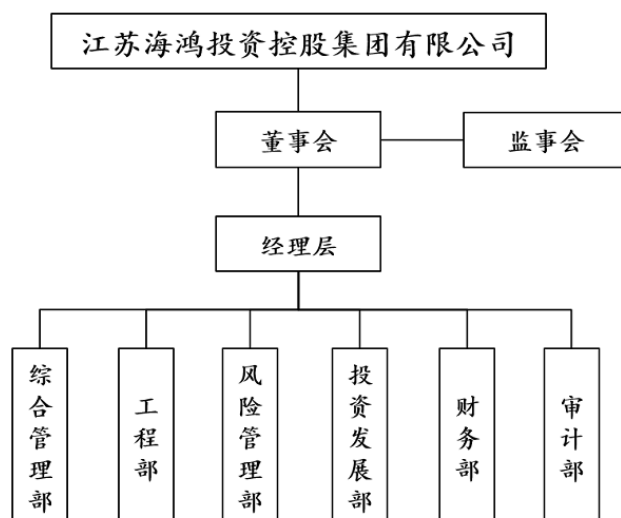 江苏海鸿投资控股集团有限公司
董事会
监事会
经理层
综合管理部
工程部
风险管理部
投资发展部
财务部
审计部